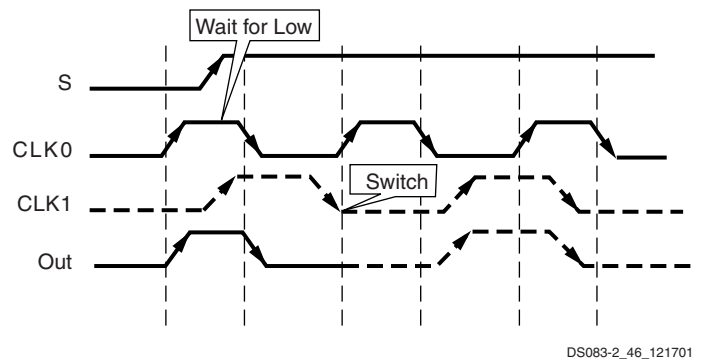 Wait for Low
S
CLK0
CLK1
Switch
Out
DS083-2_46_121701